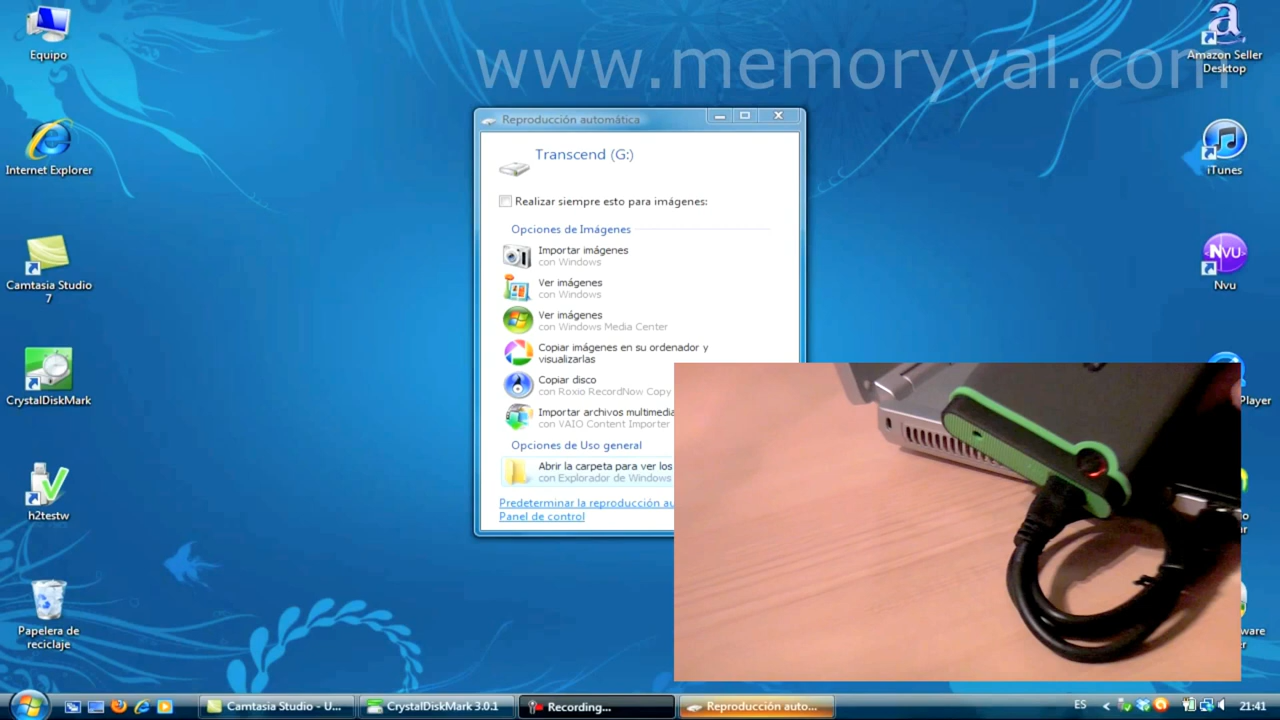 www.memoryval.com
Equipo
Internet Explorer
Camtasia Studio
7
CrystalDiskMark
h2testw
Papelera de
reciclaje
Reproducción automática
Transcend (G:)
Realizar siempre esto para imágenes:
Opciones de Imágenes
Importar imágenes
con Windows
Ver imágenes
con Windows
Ver imágenes
con Windows Media Center
Copiar imágenes en su ordenador y
visualizarlas
Copiar disco
con Roxio RecordNow Copy
Importar archivos multimedia
con VAIO Content Importer
Opciones de Uso general
Abrir la carpeta para ver los
con Explorador de Windows
Predeterminar la reproducción au
Panel de control
Amazon Seller
Desktop
iTunes
NVU
Nvu
Player
o
ar
ware
r
Camtasia Studio - U...
CrystalDiskMark 3.0.1
Recording...
Reproducción auto...
ES
21:41